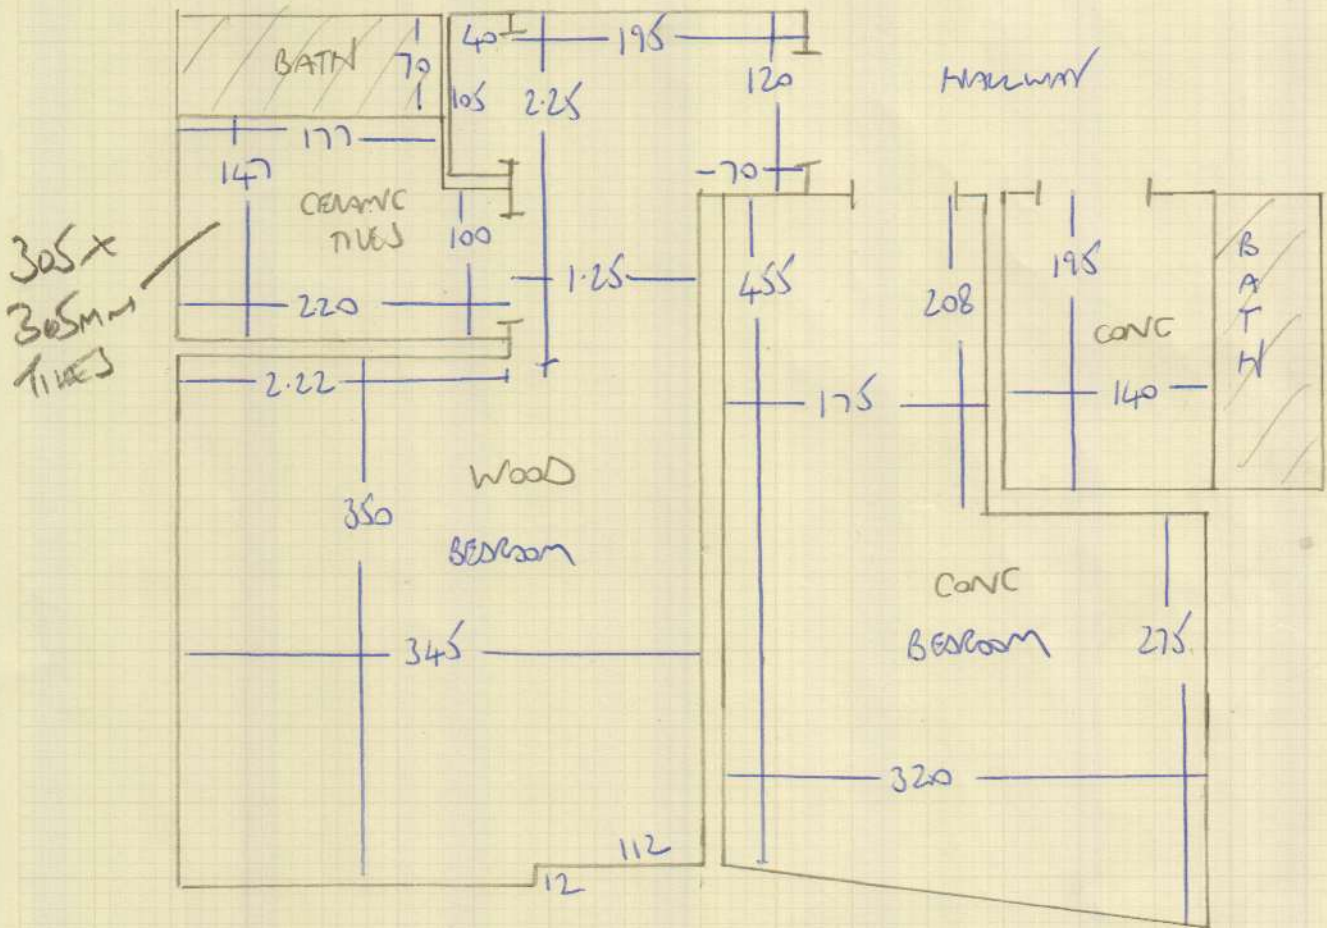 BATH
70
40
195
120
HALLWAY
105
2.25
177
147
CERAMIC
TILES
100
-70
305 x
305mm
TILES
220
1.25
455
208
195
CONC
B
A
T
H
2.22
175
140
350
WOOD
BEDROOM
345
CONC
BEDROOM
275
320
112
12